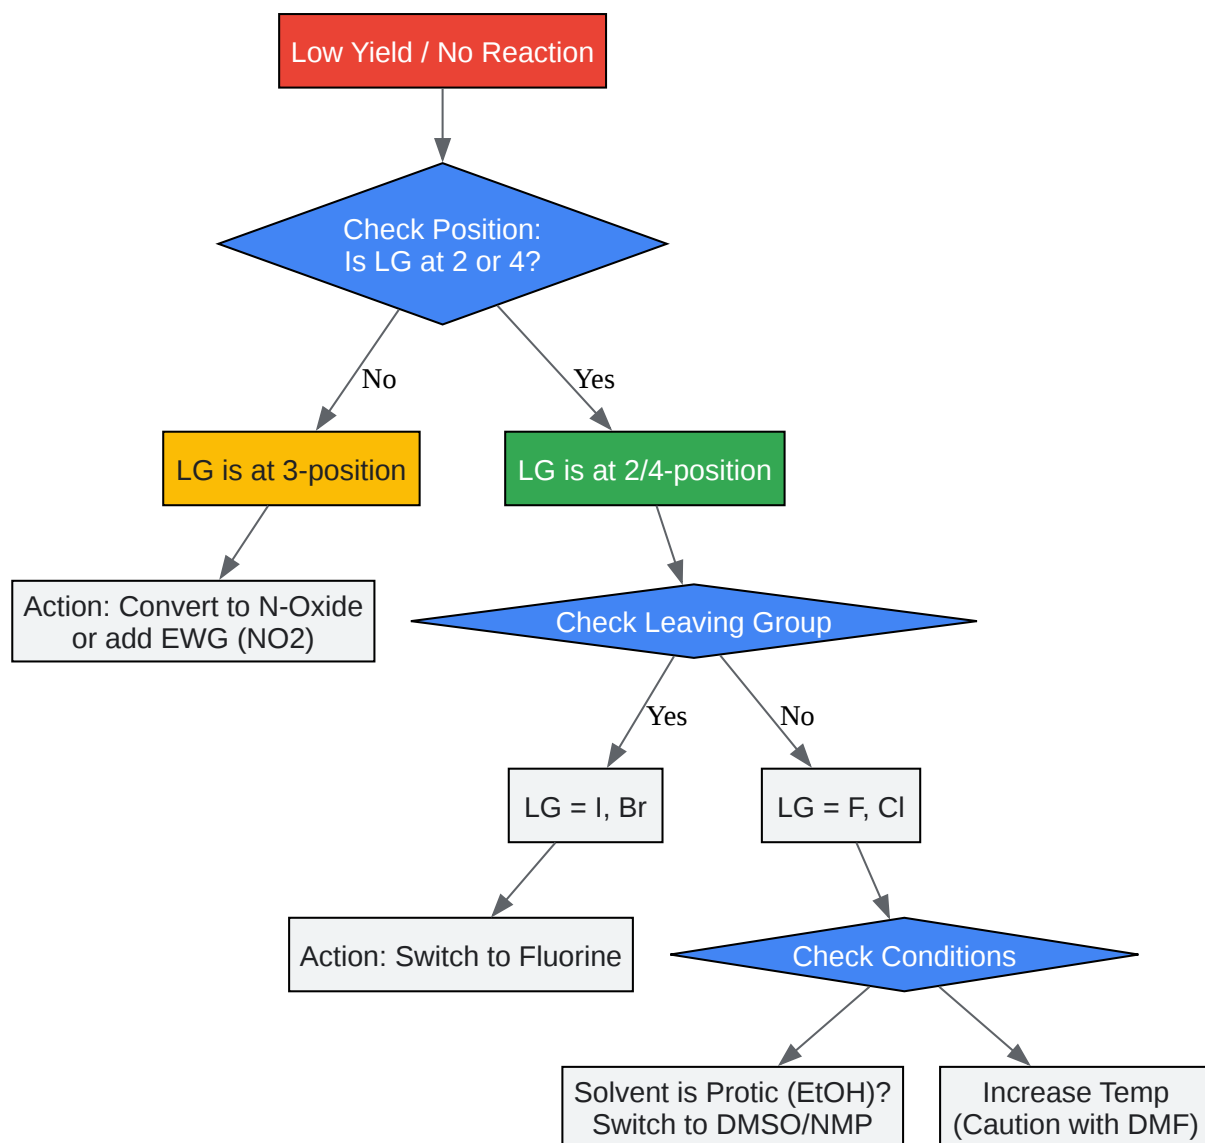 Low Yield / No Reaction
Check Position:
Is LG at 2 or 4?
No
Yes
LG is at 3-position
LG is at 2/4-position
Action: Convert to N-Oxide
or add EWG (NO2)
Check Leaving Group
Yes
No
LG = I, Br
LG = F, Cl
Action: Switch to Fluorine
Check Conditions
Solvent is Protic (EtOH)?
Switch to DMSO/NMP
Increase Temp
(Caution with DMF)